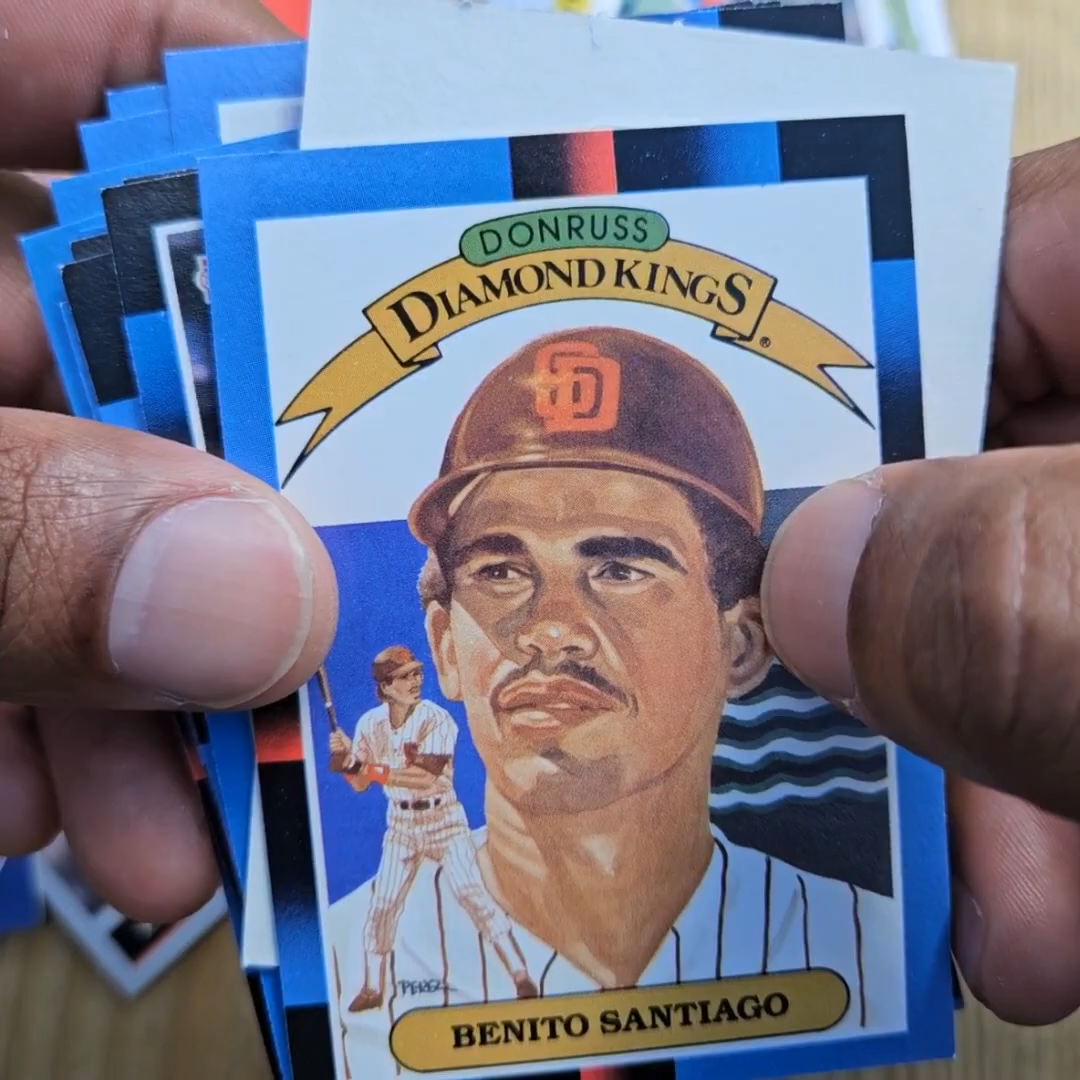 DONRUSS
DIAMOND KINGS®
SD
PEREZ
BENITO SANTIAGO